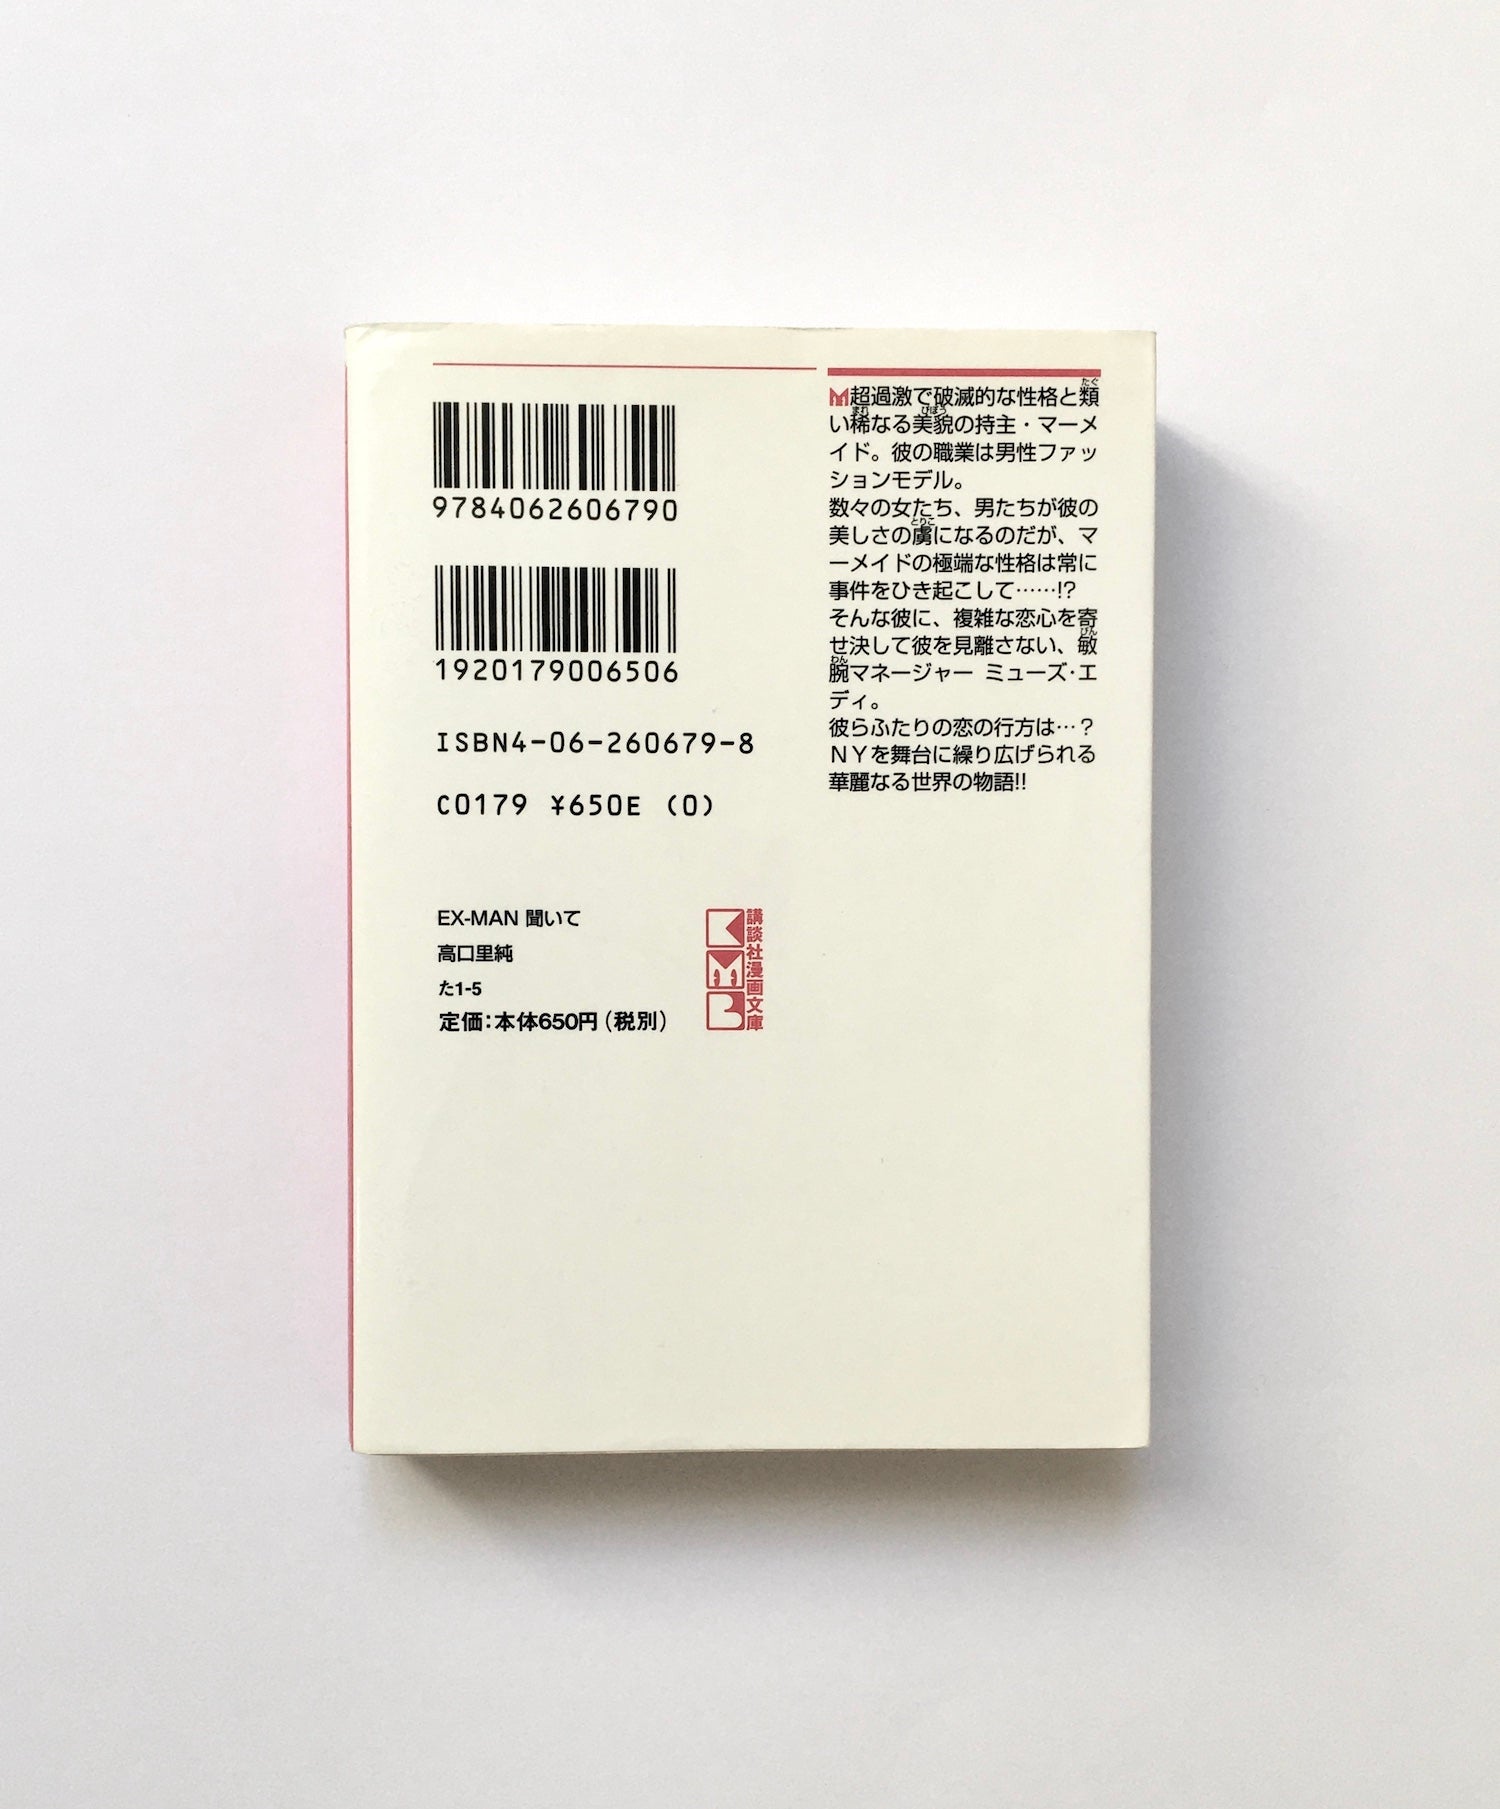 9784062606790
1920179006506
ISBN4-06-260679-8
C0179 ¥650E (0)
EX-MAN 聞いて
高口里純
た1-5
定価：本体650円（税別）
KMB
講談社漫画文庫
超過激で破滅的な性格と類
い稀なる美貌の持主・マーメ
イド。彼の職業は男性ファッ
ションモデル。
数々の女たち、男たちが彼の
美しさの虜になるのだが、マ
ーメイドの極端な性格は常に
事件をひき起こして……!?
そんな彼に、複雑な恋心を寄
せ決して彼を見離さない、敏
腕マネージャー ミューズ・エ
ディ。
彼らふたりの恋の行方は…？
ＮＹを舞台に繰り広げられる
華麗なる世界の物語!!